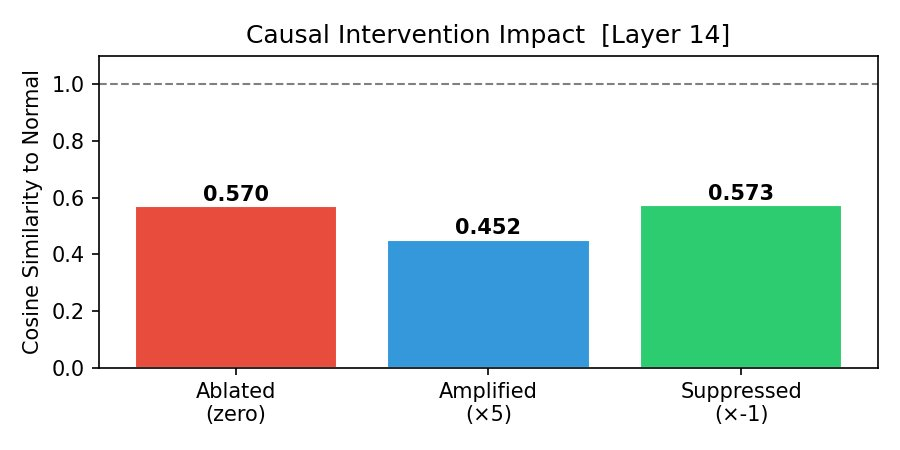 Causal Intervention Impact [Layer 14]
Cosine Similarity to Normal
1.0
0.8
0.6
0.4
0.2
0.0
0.570
0.452
0.573
Ablated
(zero)
Amplified
(×5)
Suppressed
(×-1)